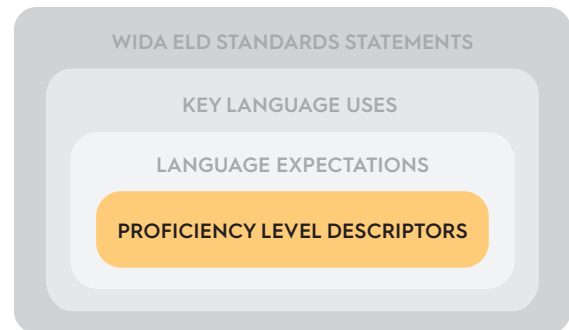 WIDA ELD STANDARDS STATEMENTS
KEY LANGUAGE USES
LANGUAGE EXPECTATIONS
PROFICIENCY LEVEL DESCRIPTORS